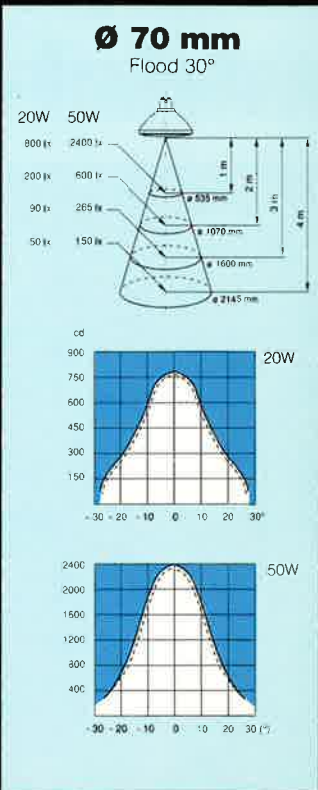 Ø 70 mm
Flood 30°
20W 50W
800 lx 2400 lx
200 lx 600 lx
90 lx 265 lx
50 lx 150 lx
1 m
2 m
3 m
4 m
ø 535 mm
ø 1070 mm
ø 1600 mm
ø 2145 mm
cd
900
750
600
450
300
150
20W
- 30 - 20 - 10 0 10 20 30°
2400
2000
1600
1200
800
400
50W
- 30 - 20 - 10 0 10 20 30 (°)